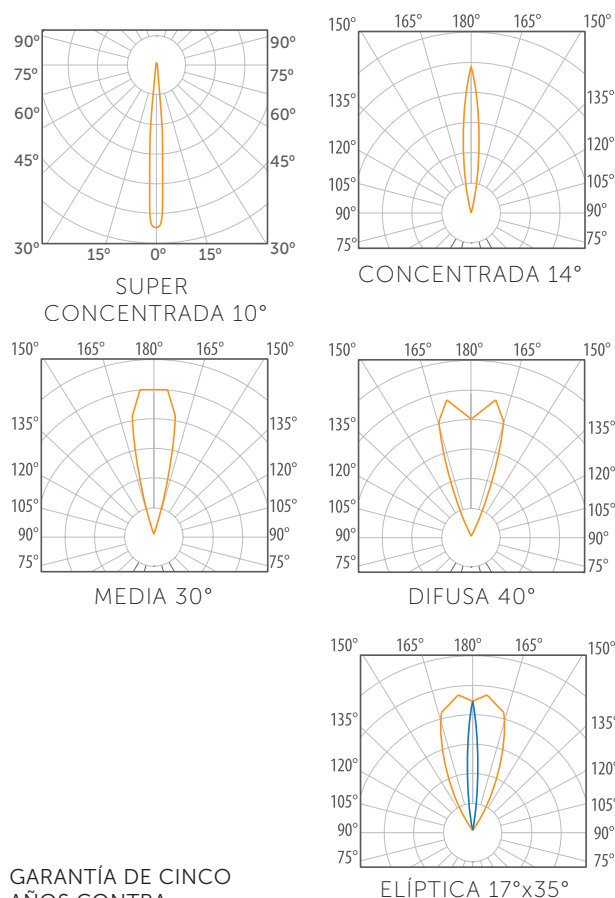 90° 90°
75° 75°
60° 60°
45° 45°
30° 15° 0° 15° 30°
SUPER
CONCENTRADA 10°
150° 165° 180° 165° 150°
135° 135°
120° 120°
105° 105°
90° 90°
75° 75°
CONCENTRADA 14°
150° 165° 180° 165° 150°
135° 135°
120° 120°
105° 105°
90° 90°
75° 75°
MEDIA 30°
150° 165° 180° 165° 150°
135° 135°
120° 120°
105° 105°
90° 90°
75° 75°
DIFUSA 40°
150° 165° 180° 165° 150°
135° 135°
120° 120°
105° 105°
90° 90°
75° 75°
ELÍPTICA 17°x35°
GARANTÍA DE CINCO
AÑOS CONTRA